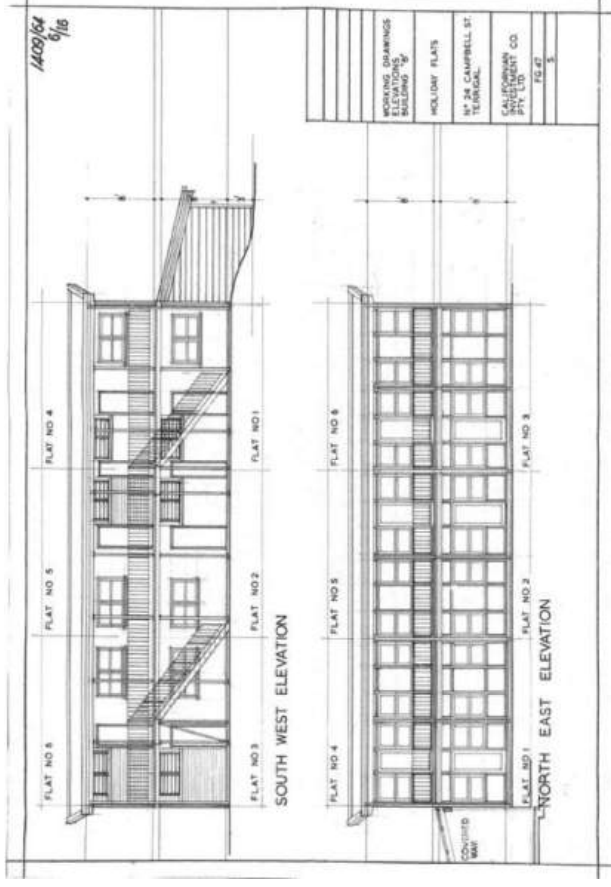 1409/64
6/16
FLAT NO 6
FLAT NO 5
FLAT NO 4
FLAT NO 3
FLAT NO 2
FLAT NO 1
SOUTH WEST ELEVATION
FLAT NO 4
FLAT NO 5
FLAT NO 6
COVERED
WAY
FLAT NO 1
FLAT NO 2
FLAT NO 3
NORTH EAST ELEVATION
WORKING DRAWINGS
ELEVATIONS
BUILDING 'B'
HOLIDAY FLATS
Nº 24 CAMPBELL ST.
TERRIGAL.
CALIFORNIAN
INVESTMENT CO.
PTY. LTD.
FG 47
5